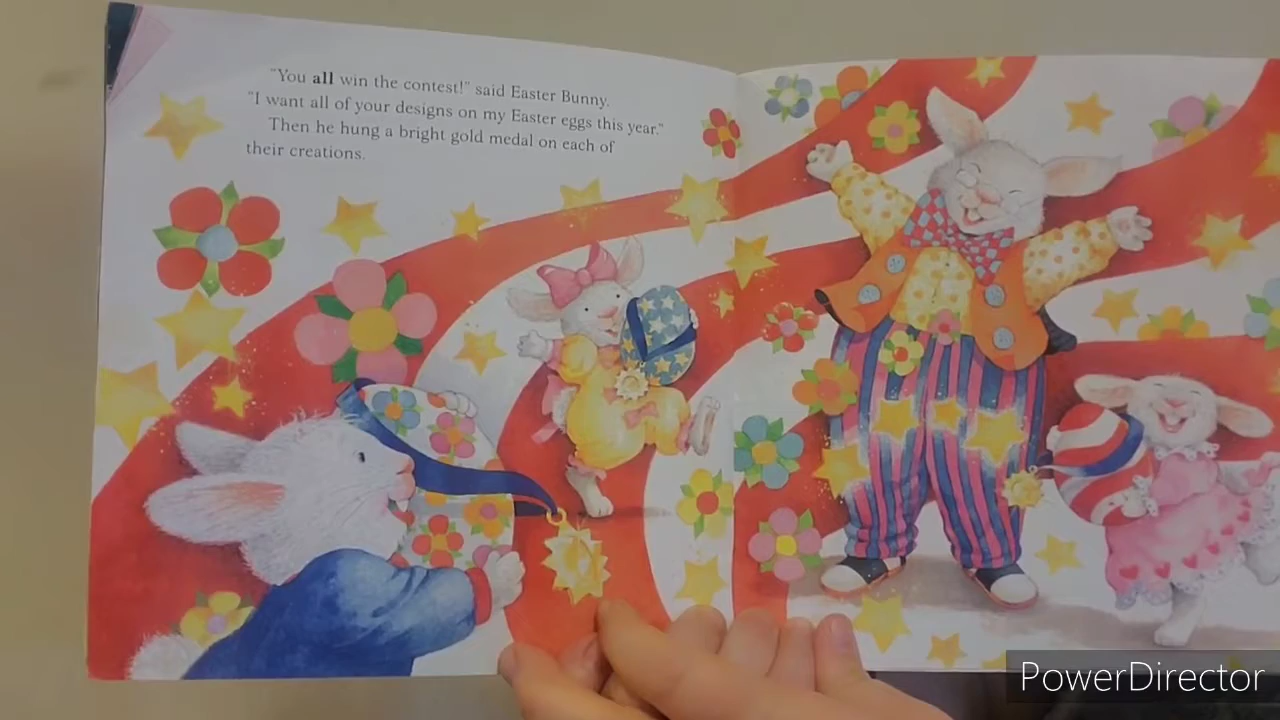 "You all win the contest!" said Easter Bunny.
"I want all of your designs on my Easter eggs this year."
Then he hung a bright gold medal on each of
their creations.
PowerDirector